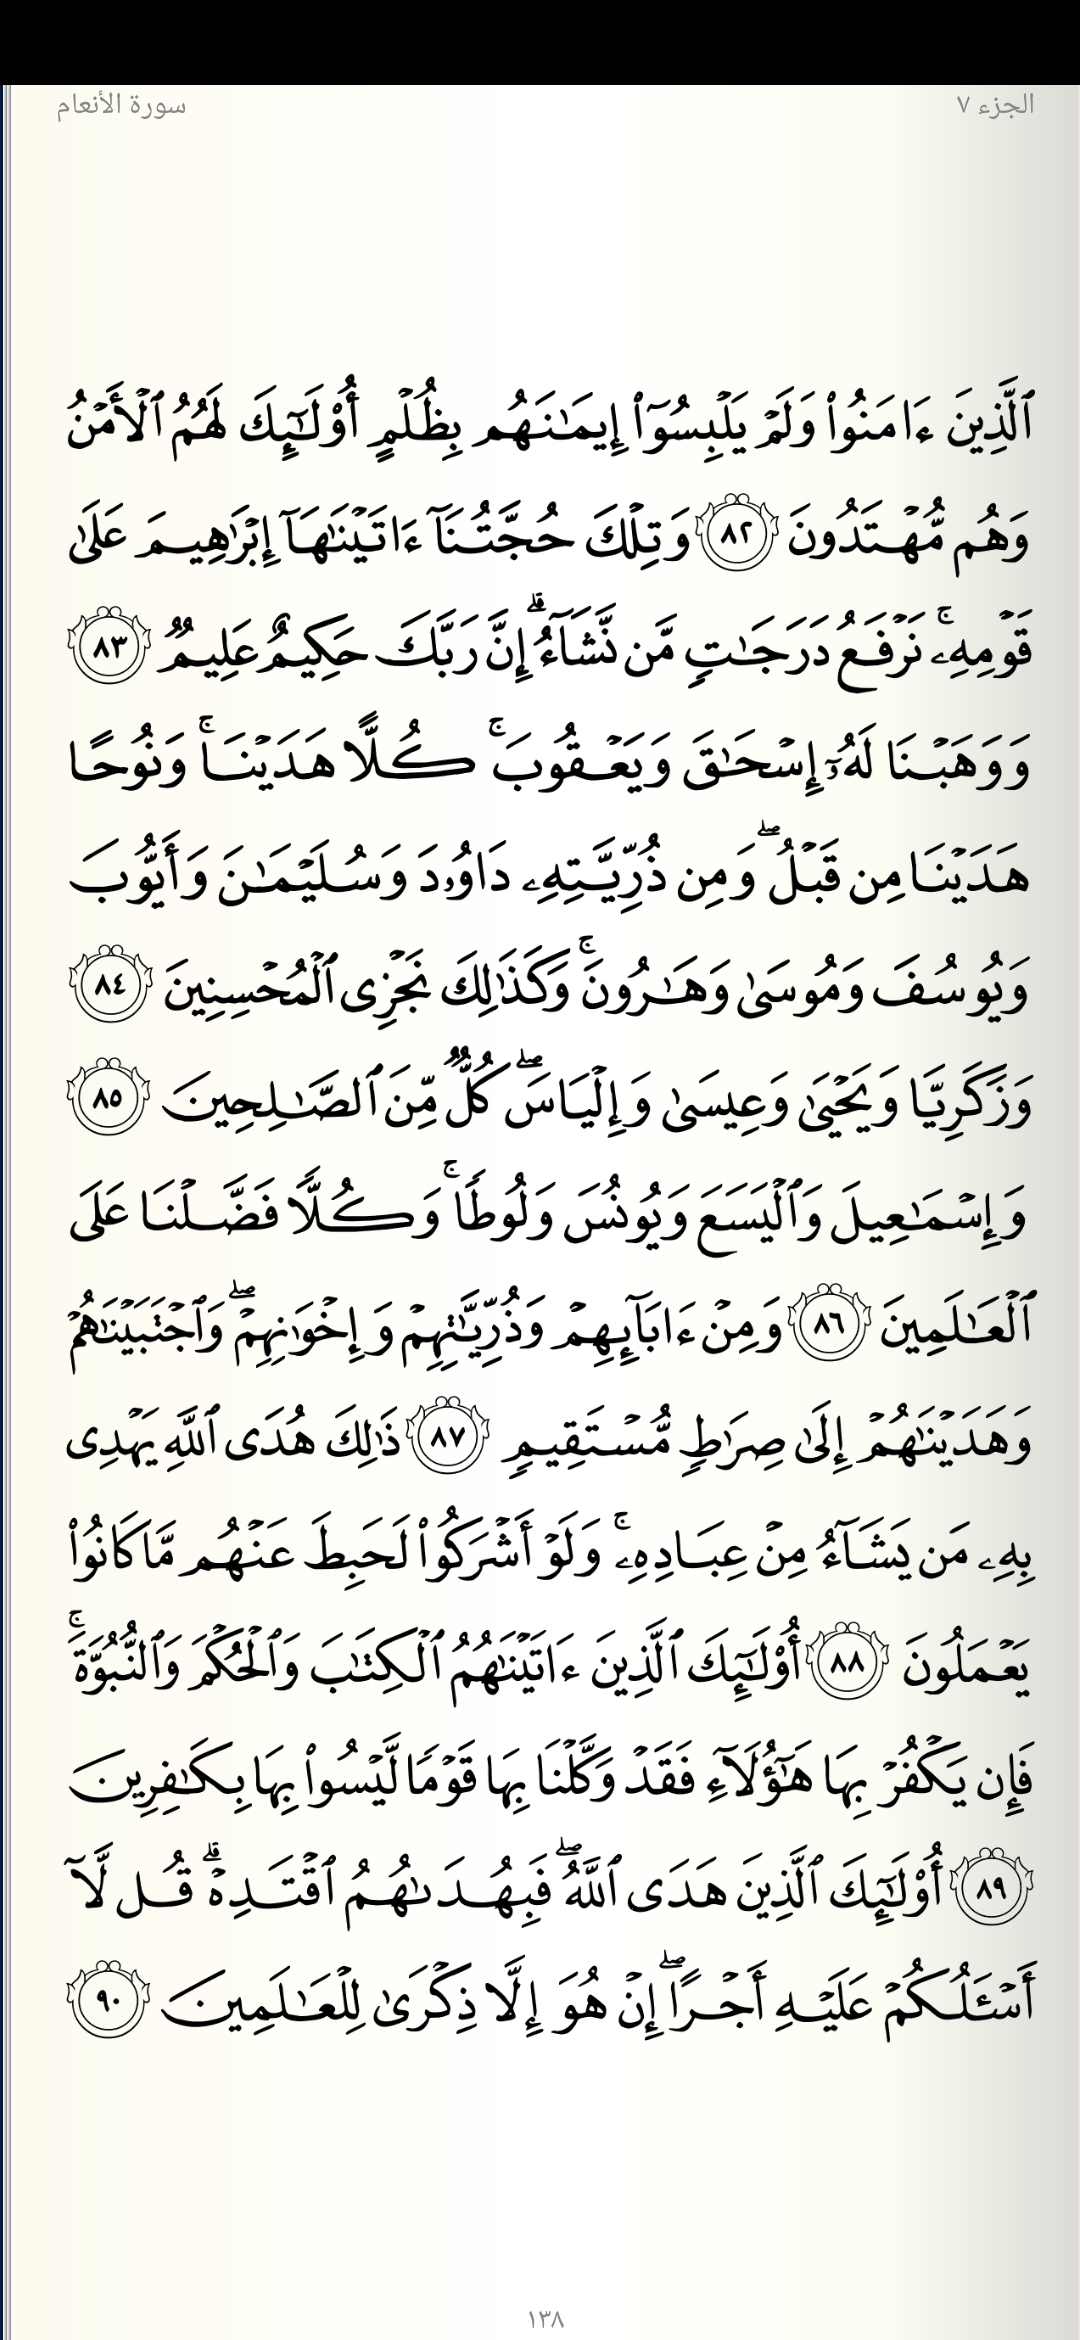 الجزء ٧
سورة الأنعام
ٱلَّذِينَ ءَامَنُوا۟ وَلَمْ يَلْبِسُوٓا۟ إِيمَـٰنَهُم بِظُلْمٍ أُو۟لَـٰٓئِكَ لَهُمُ ٱلْأَمْنُ
وَهُم مُّهْتَدُونَ ٨٢ وَتِلْكَ حُجَّتُنَآ ءَاتَيْنَـٰهَآ إِبْرَٰهِيمَ عَلَىٰ
قَوْمِهِۦ ۚ نَرْفَعُ دَرَجَـٰتٍ مَّن نَّشَآءُ ۗ إِنَّ رَبَّكَ حَكِيمٌ عَلِيمٌ ٨٣
وَوَهَبْنَا لَهُۥٓ إِسْحَـٰقَ وَيَعْقُوبَ ۚ كُلًّا هَدَيْنَا ۚ وَنُوحًا
هَدَيْنَا مِن قَبْلُ ۖ وَمِن ذُرِّيَّتِهِۦ دَاوُۥدَ وَسُلَيْمَـٰنَ وَأَيُّوبَ
وَيُوسُفَ وَمُوسَىٰ وَهَـٰرُونَ ۚ وَكَذَٰلِكَ نَجْزِى ٱلْمُحْسِنِينَ ٨٤
وَزَكَرِيَّا وَيَحْيَىٰ وَعِيسَىٰ وَإِلْيَاسَ ۖ كُلٌّ مِّنَ ٱلصَّـٰلِحِينَ ٨٥
وَإِسْمَـٰعِيلَ وَٱلْيَسَعَ وَيُونُسَ وَلُوطًا ۚ وَكُلًّا فَضَّلْنَا عَلَى
ٱلْعَـٰلَمِينَ ٨٦ وَمِنْ ءَابَآئِهِمْ وَذُرِّيَّـٰتِهِمْ وَإِخْوَٰنِهِمْ ۖ وَٱجْتَبَيْنَـٰهُمْ
وَهَدَيْنَـٰهُمْ إِلَىٰ صِرَٰطٍ مُّسْتَقِيمٍ ٨٧ ذَٰلِكَ هُدَى ٱللَّهِ يَهْدِى
بِهِۦ مَن يَشَآءُ مِنْ عِبَادِهِۦ ۚ وَلَوْ أَشْرَكُوا۟ لَحَبِطَ عَنْهُم مَّا كَانُوا۟
يَعْمَلُونَ ٨٨ أُو۟لَـٰٓئِكَ ٱلَّذِينَ ءَاتَيْنَـٰهُمُ ٱلْكِتَـٰبَ وَٱلْحُكْمَ وَٱلنُّبُوَّةَ ۚ
فَإِن يَكْفُرْ بِهَا هَـٰٓؤُلَآءِ فَقَدْ وَكَّلْنَا بِهَا قَوْمًا لَّيْسُوا۟ بِهَا بِكَـٰفِرِينَ
٨٩ أُو۟لَـٰٓئِكَ ٱلَّذِينَ هَدَى ٱللَّهُ ۖ فَبِهُدَىٰهُمُ ٱقْتَدِهْ ۗ قُل لَّآ
أَسْـَٔلُكُمْ عَلَيْهِ أَجْرًا ۖ إِنْ هُوَ إِلَّا ذِكْرَىٰ لِلْعَـٰلَمِينَ ٩٠
١٣٨